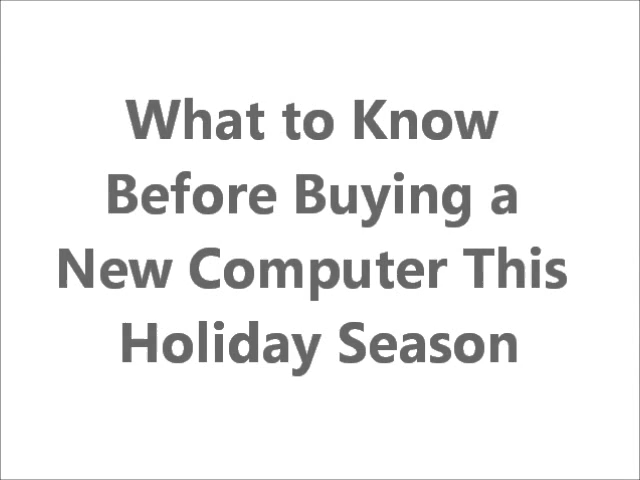 What to Know
Before Buying a
New Computer This
Holiday Season